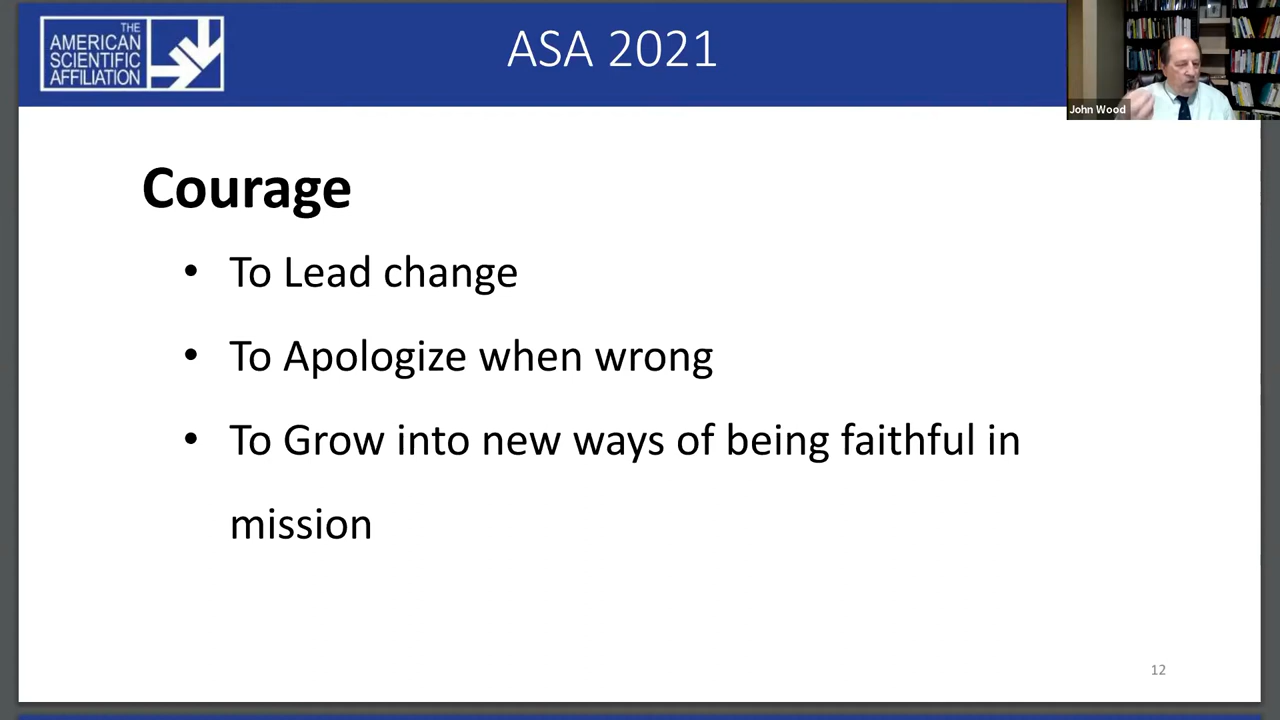 THE
AMERICAN
SCIENTIFIC
AFFILIATION
ASA 2021
John Wood
Courage
• To Lead change
• To Apologize when wrong
• To Grow into new ways of being faithful in
mission
12